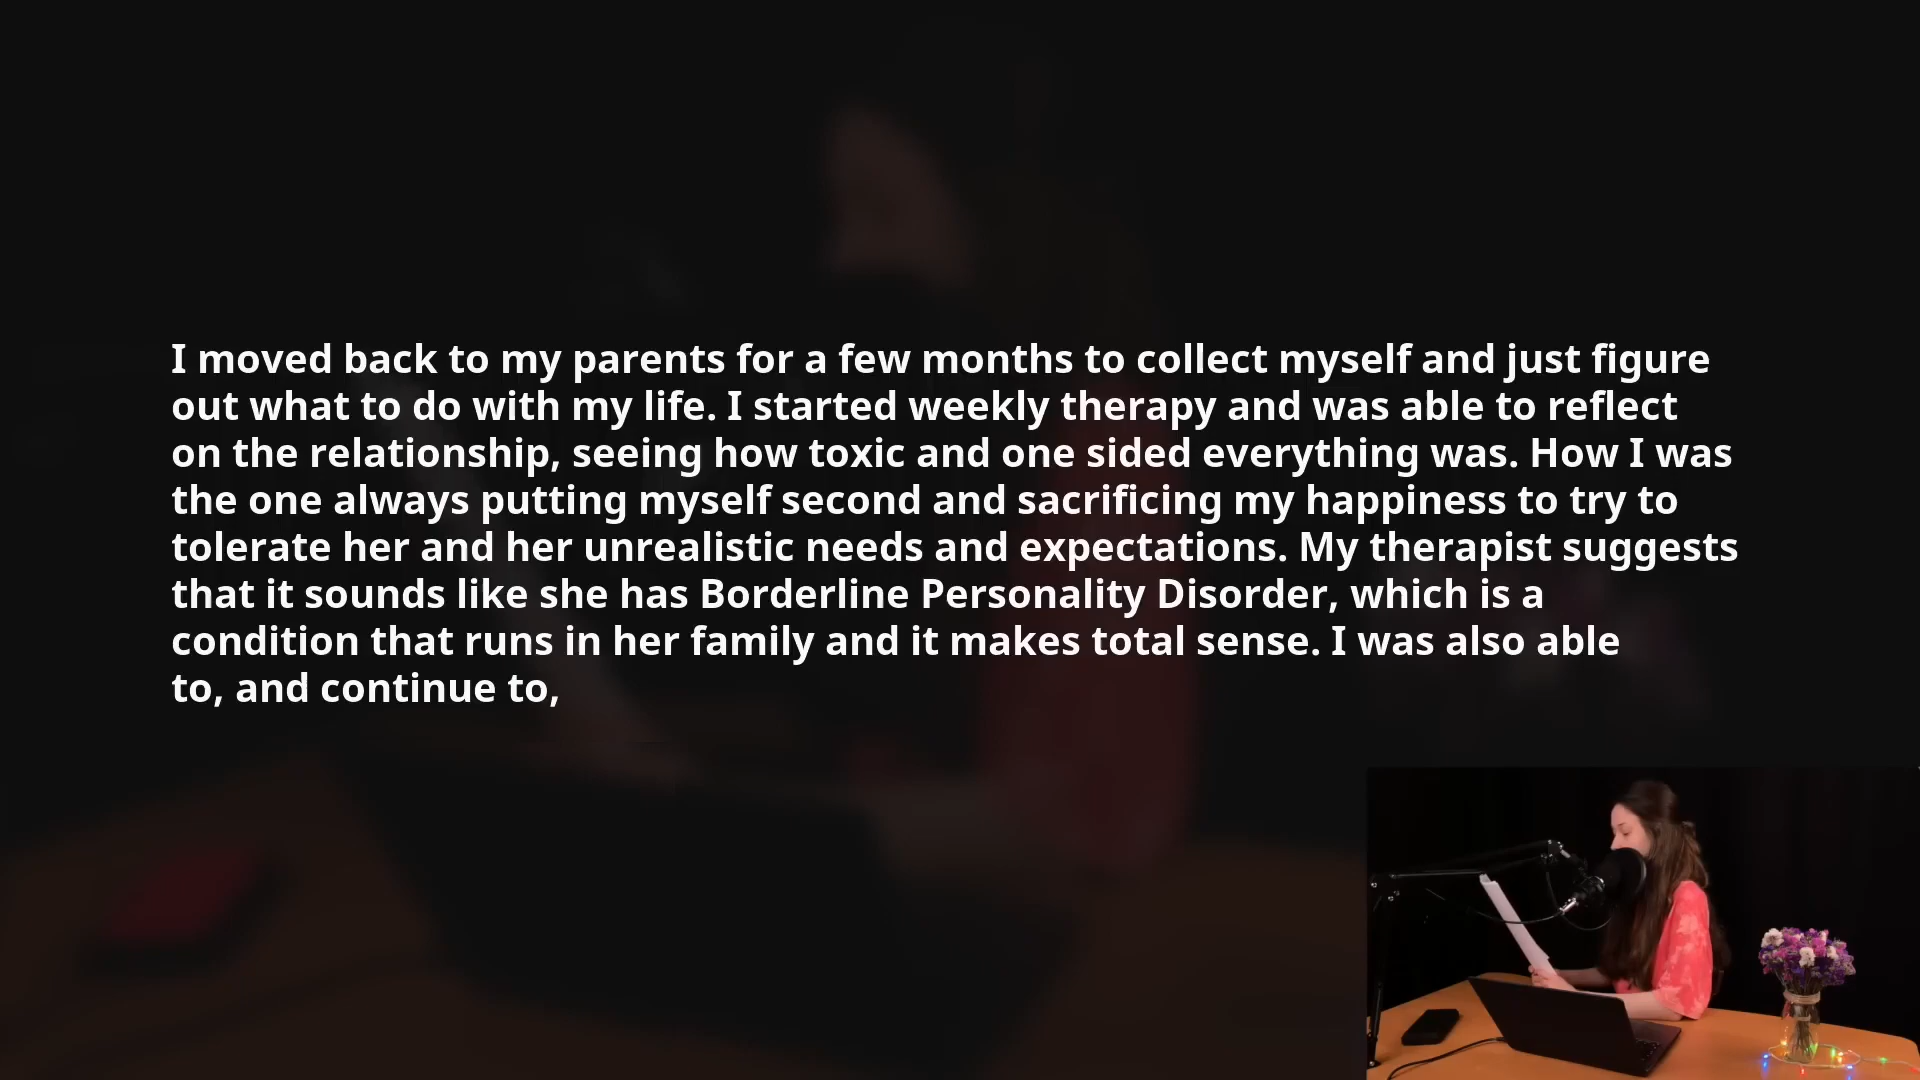 I moved back to my parents for a few months to collect myself and just figure
out what to do with my life. I started weekly therapy and was able to reflect
on the relationship, seeing how toxic and one sided everything was. How I was
the one always putting myself second and sacrificing my happiness to try to
tolerate her and her unrealistic needs and expectations. My therapist suggests
that it sounds like she has Borderline Personality Disorder, which is a
condition that runs in her family and it makes total sense. I was also able
to, and continue to,